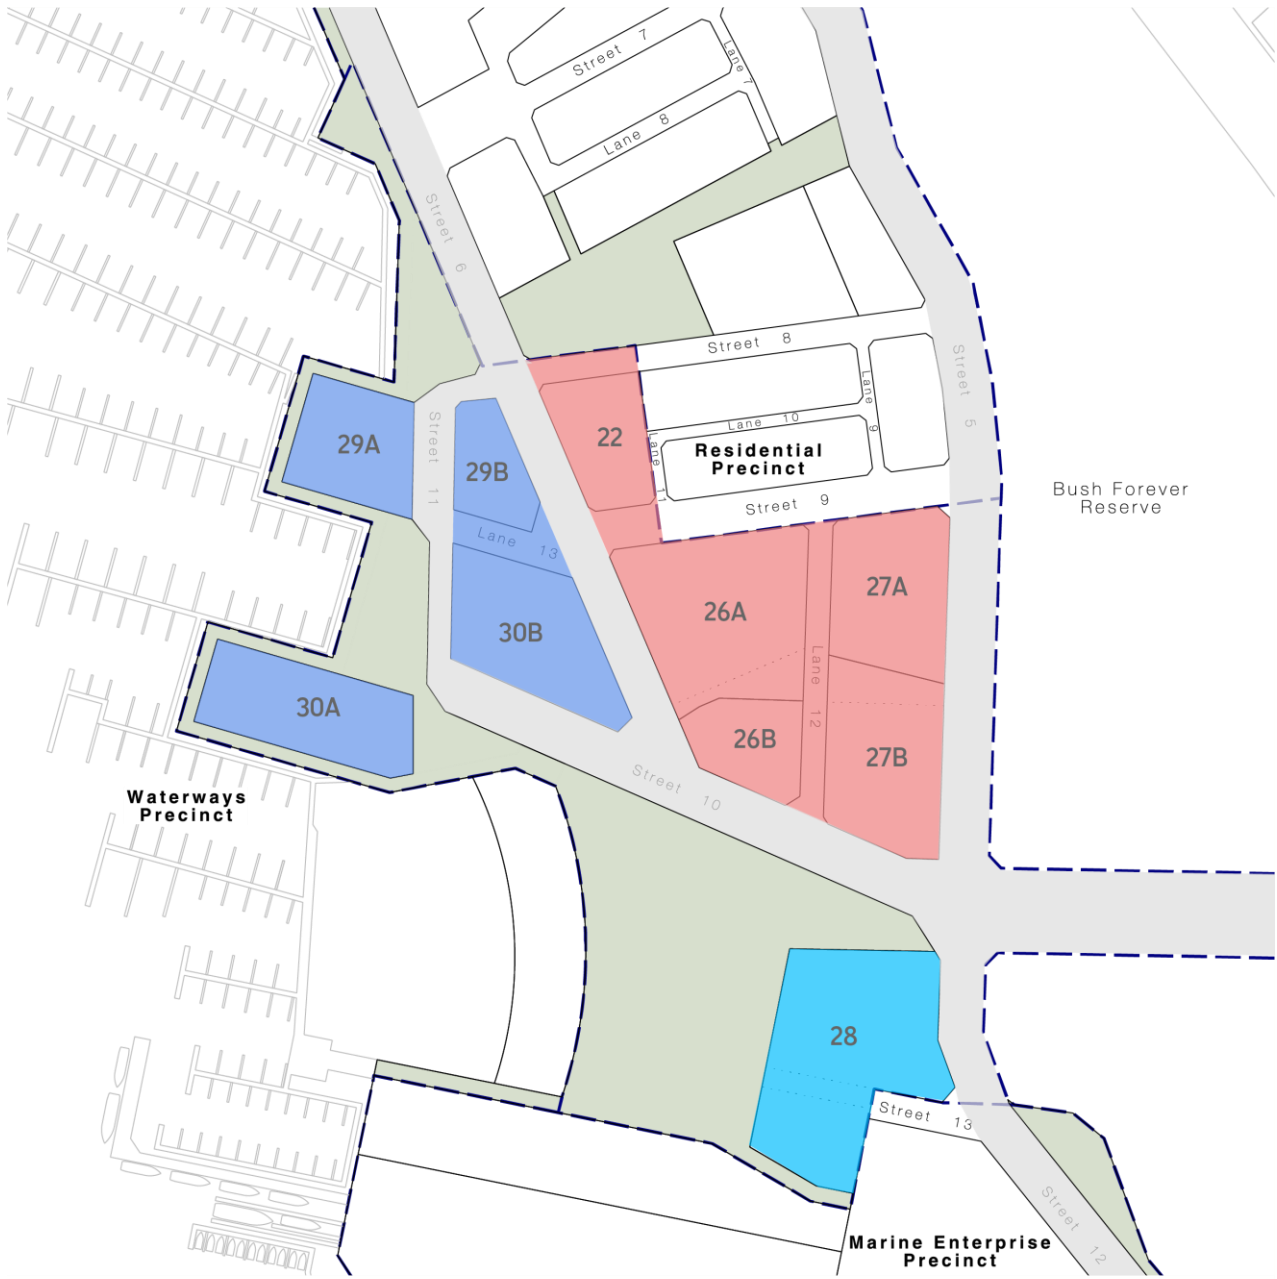 Street 7
Lane 7
Lane 8
Street 6
Street 8
Street 5
Lane 9
Lane 10
22
29A
Street 11
29B
Lane 11
Residential
Precinct
Street 9
Bush Forever
Reserve
Lane 13
27A
26A
30B
Lane 12
30A
26B
27B
Street 10
Waterways
Precinct
28
Street 13
Street 12
Marine Enterprise
Precinct